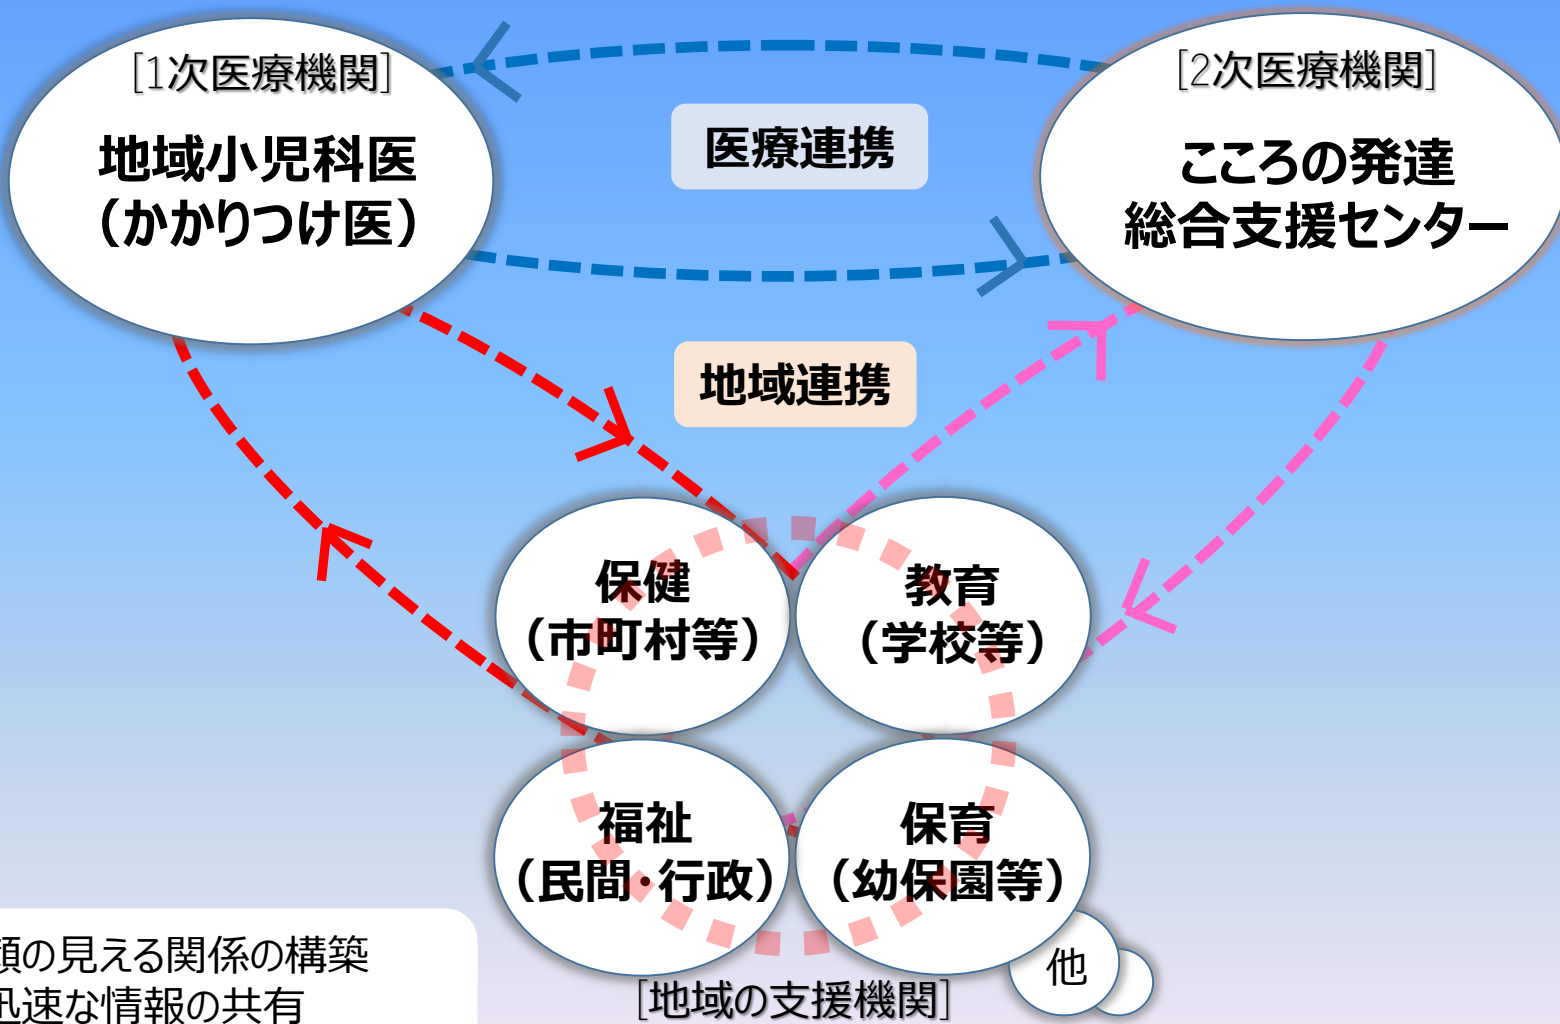 [1次医療機関]
地域小児科医
（かかりつけ医）
医療連携
[2次医療機関]
こころの発達
総合支援センター
地域連携
保健
（市町村等）
教育
（学校等）
福祉
（民間・行政）
保育
（幼保園等）
他
[地域の支援機関]
顔の見える関係の構築
迅速な情報の共有